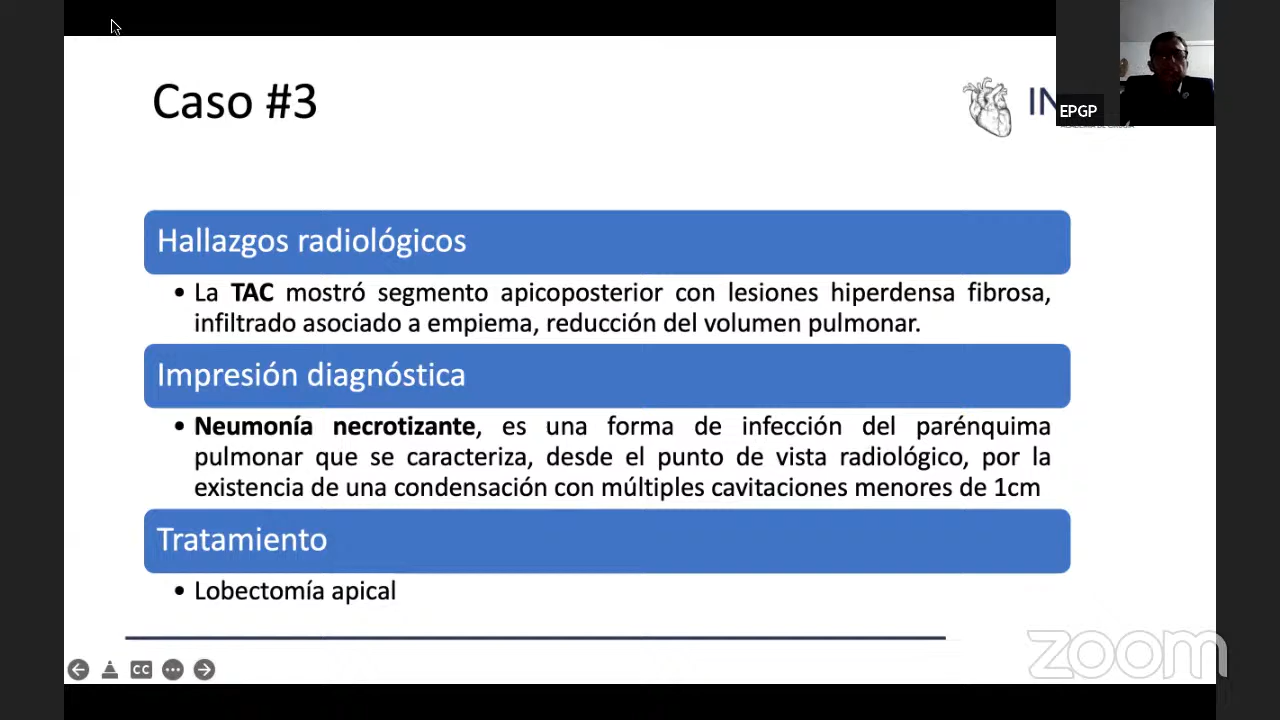 Caso #3
IN
EPGP
Hallazgos radiológicos
• La TAC mostró segmento apicoposterior con lesiones hiperdensa fibrosa,
infiltrado asociado a empiema, reducción del volumen pulmonar.
Impresión diagnóstica
• Neumonía necrotizante, es una forma de infección del parénquima
pulmonar que se caracteriza, desde el punto de vista radiológico, por la
existencia de una condensación con múltiples cavitaciones menores de 1cm
Tratamiento
• Lobectomía apical
CC
zoom